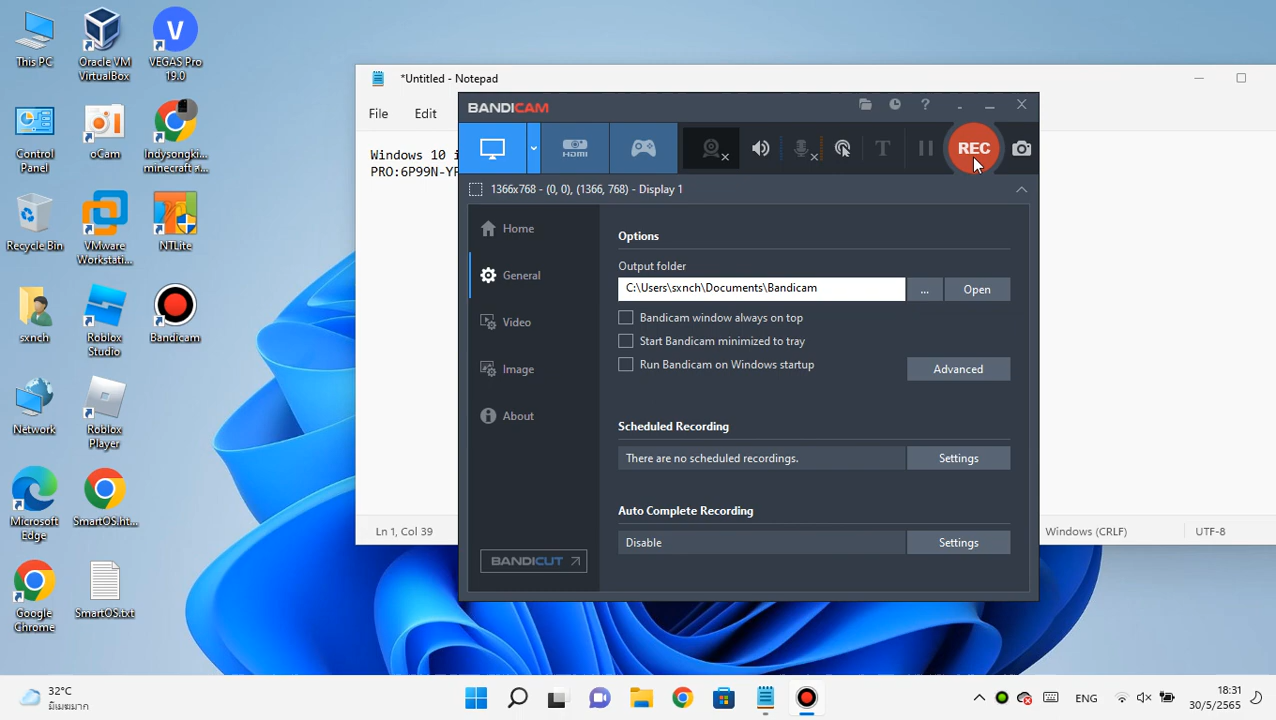 This PC
Oracle VM
VirtualBox
VEGAS Pro
19.0
Control
Panel
oCam
Indysongki...
minecraft a...
Recycle Bin
VMware
Workstati...
NTLite
sxnch
Roblox
Studio
Bandicam
Network
Roblox
Player
Microsoft
Edge
SmartOS.ht...
Google
Chrome
SmartOS.txt
*Untitled - Notepad
File
Edit
Windows 10 i
PRO:6P99N-YF
Ln 1, Col 39
Windows (CRLF)
UTF-8
BANDICAM
HDMI
T
REC
1366x768 - (0, 0), (1366, 768) - Display 1
Home
General
Video
Image
About
BANDICUT
Options
Output folder
C:\Users\sxnch\Documents\Bandicam
...
Open
Bandicam window always on top
Start Bandicam minimized to tray
Run Bandicam on Windows startup
Advanced
Scheduled Recording
There are no scheduled recordings.
Settings
Auto Complete Recording
Disable
Settings
32°C
มีเมฆมาก
ENG
18:31
30/5/2565